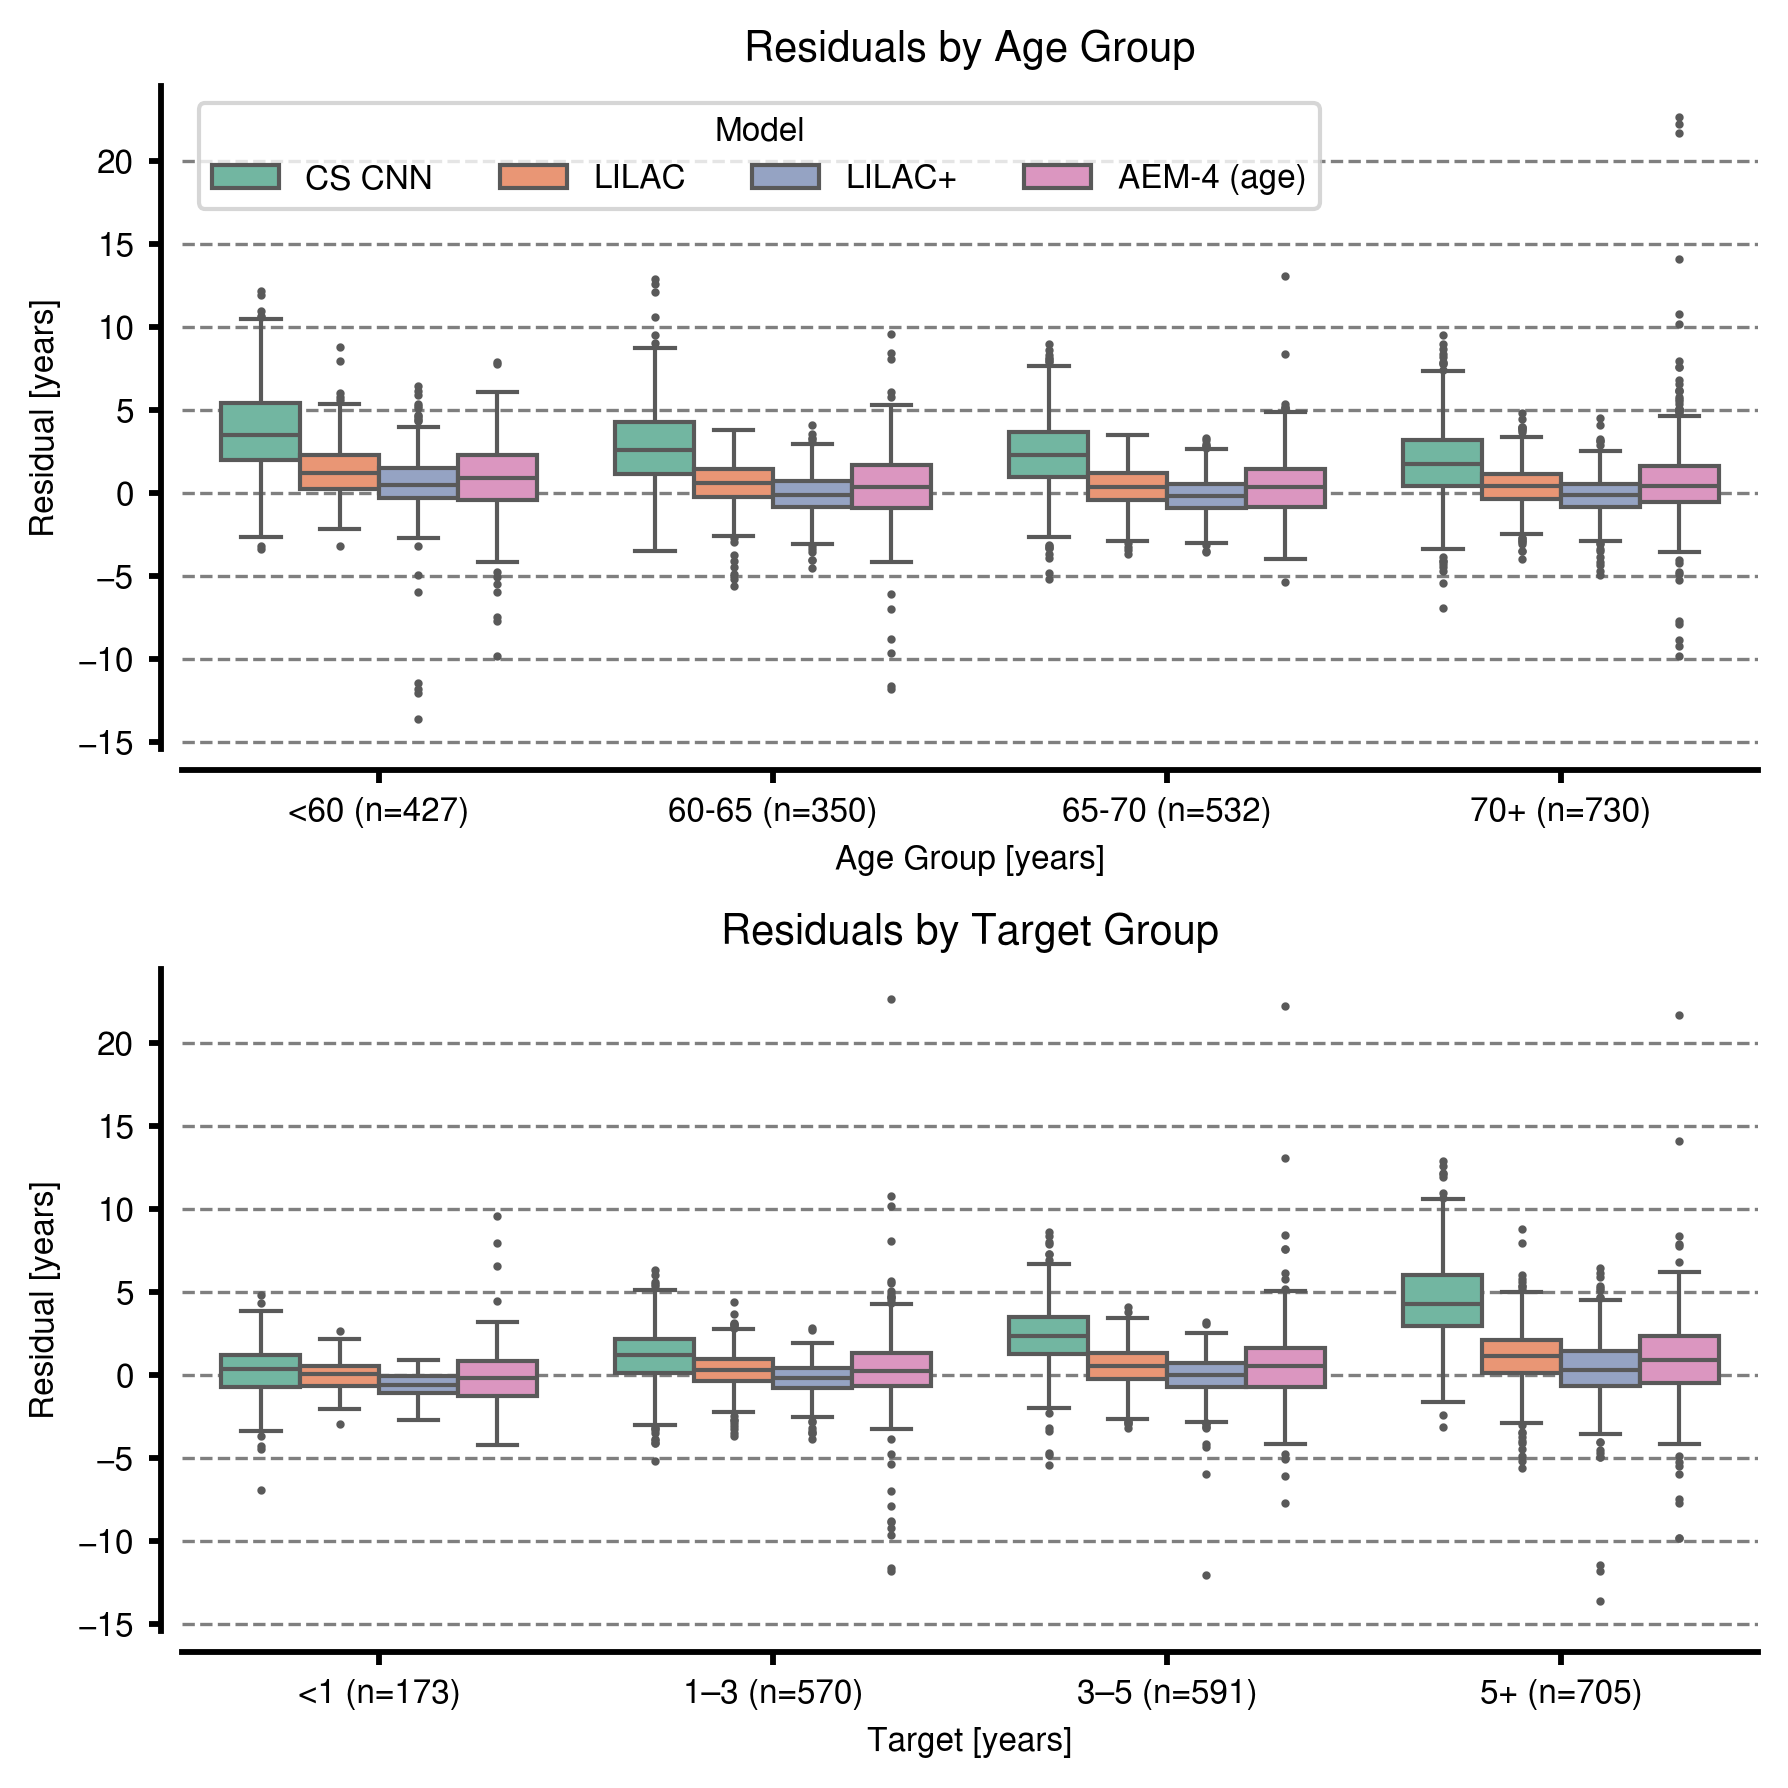 Residuals by Age Group
Model
CS CNN LILAC LILAC+ AEM-4 (age)
20
15
10
5
0
−5
−10
−15
Residual [years]
<60 (n=427) 60-65 (n=350) 65-70 (n=532) 70+ (n=730)
Age Group [years]
Residuals by Target Group
20
15
10
5
0
−5
−10
−15
Residual [years]
<1 (n=173) 1–3 (n=570) 3–5 (n=591) 5+ (n=705)
Target [years]